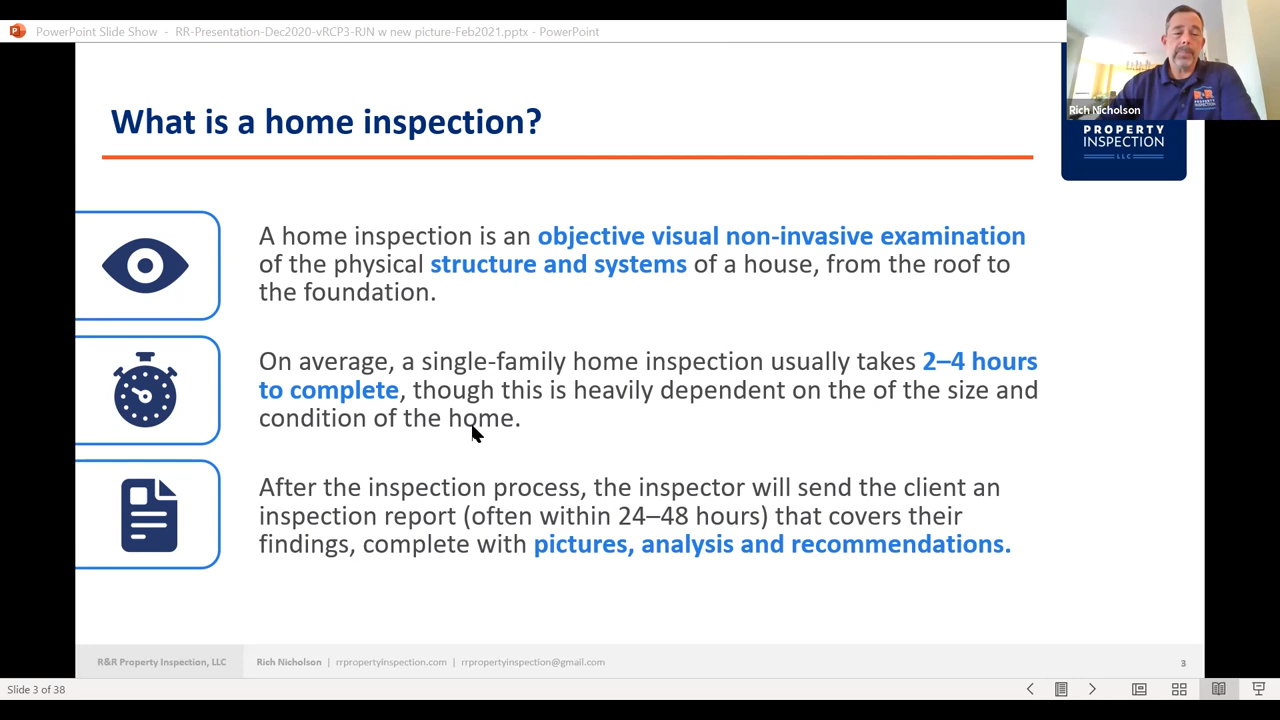 PowerPoint Slide Show - RR-Presentation-Dec2020-vRCP3-RJN w new picture-Feb2021.pptx - PowerPoint
Rich Nicholson
What is a home inspection?
PROPERTY
INSPECTION
LLC
A home inspection is an objective visual non-invasive examination
of the physical structure and systems of a house, from the roof to
the foundation.
On average, a single-family home inspection usually takes 2–4 hours
to complete, though this is heavily dependent on the of the size and
condition of the home.
After the inspection process, the inspector will send the client an
inspection report (often within 24–48 hours) that covers their
findings, complete with pictures, analysis and recommendations.
R&R Property Inspection, LLC Rich Nicholson | rrpropertyinspection.com | rrpropertyinspection@gmail.com 3
Slide 3 of 38